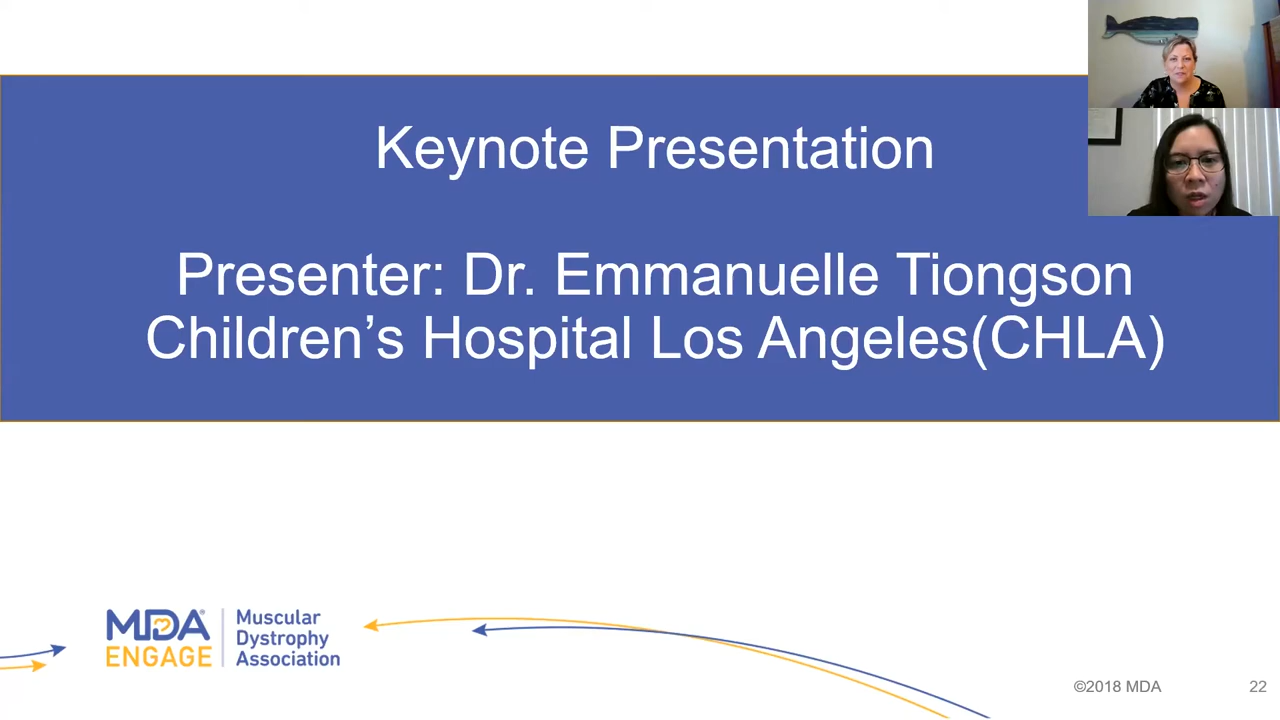 Keynote Presentation
Presenter: Dr. Emmanuelle Tiongson
Children’s Hospital Los Angeles(CHLA)
MDA®
ENGAGE
Muscular
Dystrophy
Association
©2018 MDA
22